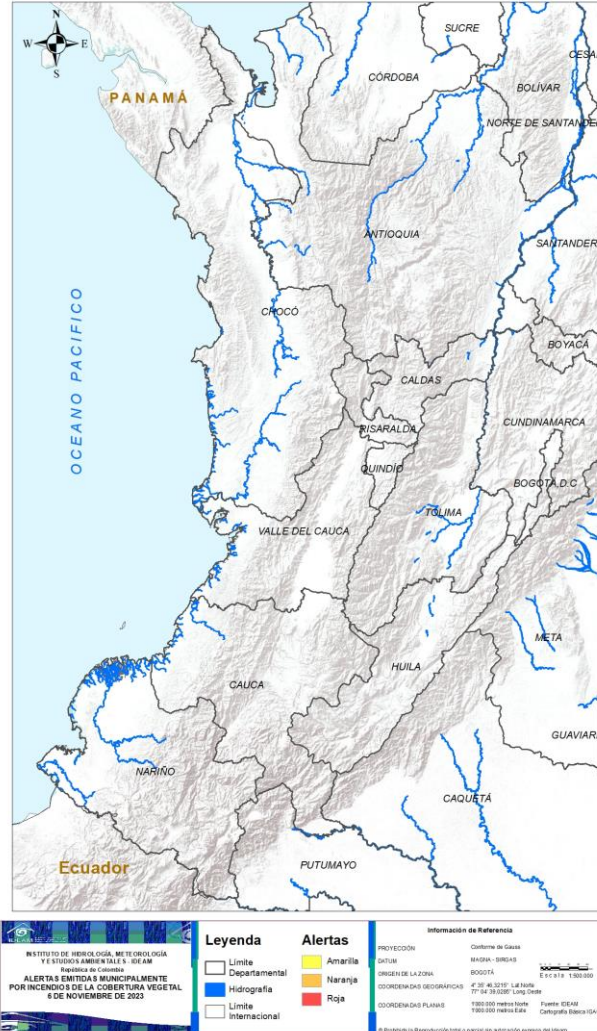 N
W E
S
SUCRE
CÓRDOBA
CESA
BOLÍVAR
PANAMÁ
NORTE DE SANTANDER
ANTIOQUIA
SANTANDER
OCEANO PACIFICO
CHOCÓ
BOYACÁ
CALDAS
CUNDINAMARCA
RISARALDA
QUINDÍO
BOGOTÁ D.C
TOLIMA
VALLE DEL CAUCA
META
HUILA
CAUCA
GUAVIAR
NARIÑO
CAQUETÁ
PUTUMAYO
Ecuador
INSTITUTO DE HIDROLOGÍA, METEOROLOGÍA
Y ESTUDIOS AMBIENTALES - IDEAM
República de Colombia
ALERTAS EMITIDAS MUNICIPALMENTE
POR INCENDIOS DE LA COBERTURA VEGETAL
6 DE NOVIEMBRE DE 2023
Leyenda
Límite
Departamental
Hidrografía
Límite
Internacional
Alertas
Amarilla
Naranja
Roja
Información de Referencia
PROYECCIÓN Conforme de Gauss
DATUM MAGNA - SIRGAS
ORIGEN DE LA ZONA BOGOTÁ
COORDENADAS GEOGRÁFICAS
COORDENADAS PLANAS
Escala 1:500.000
Fuente: IDEAM